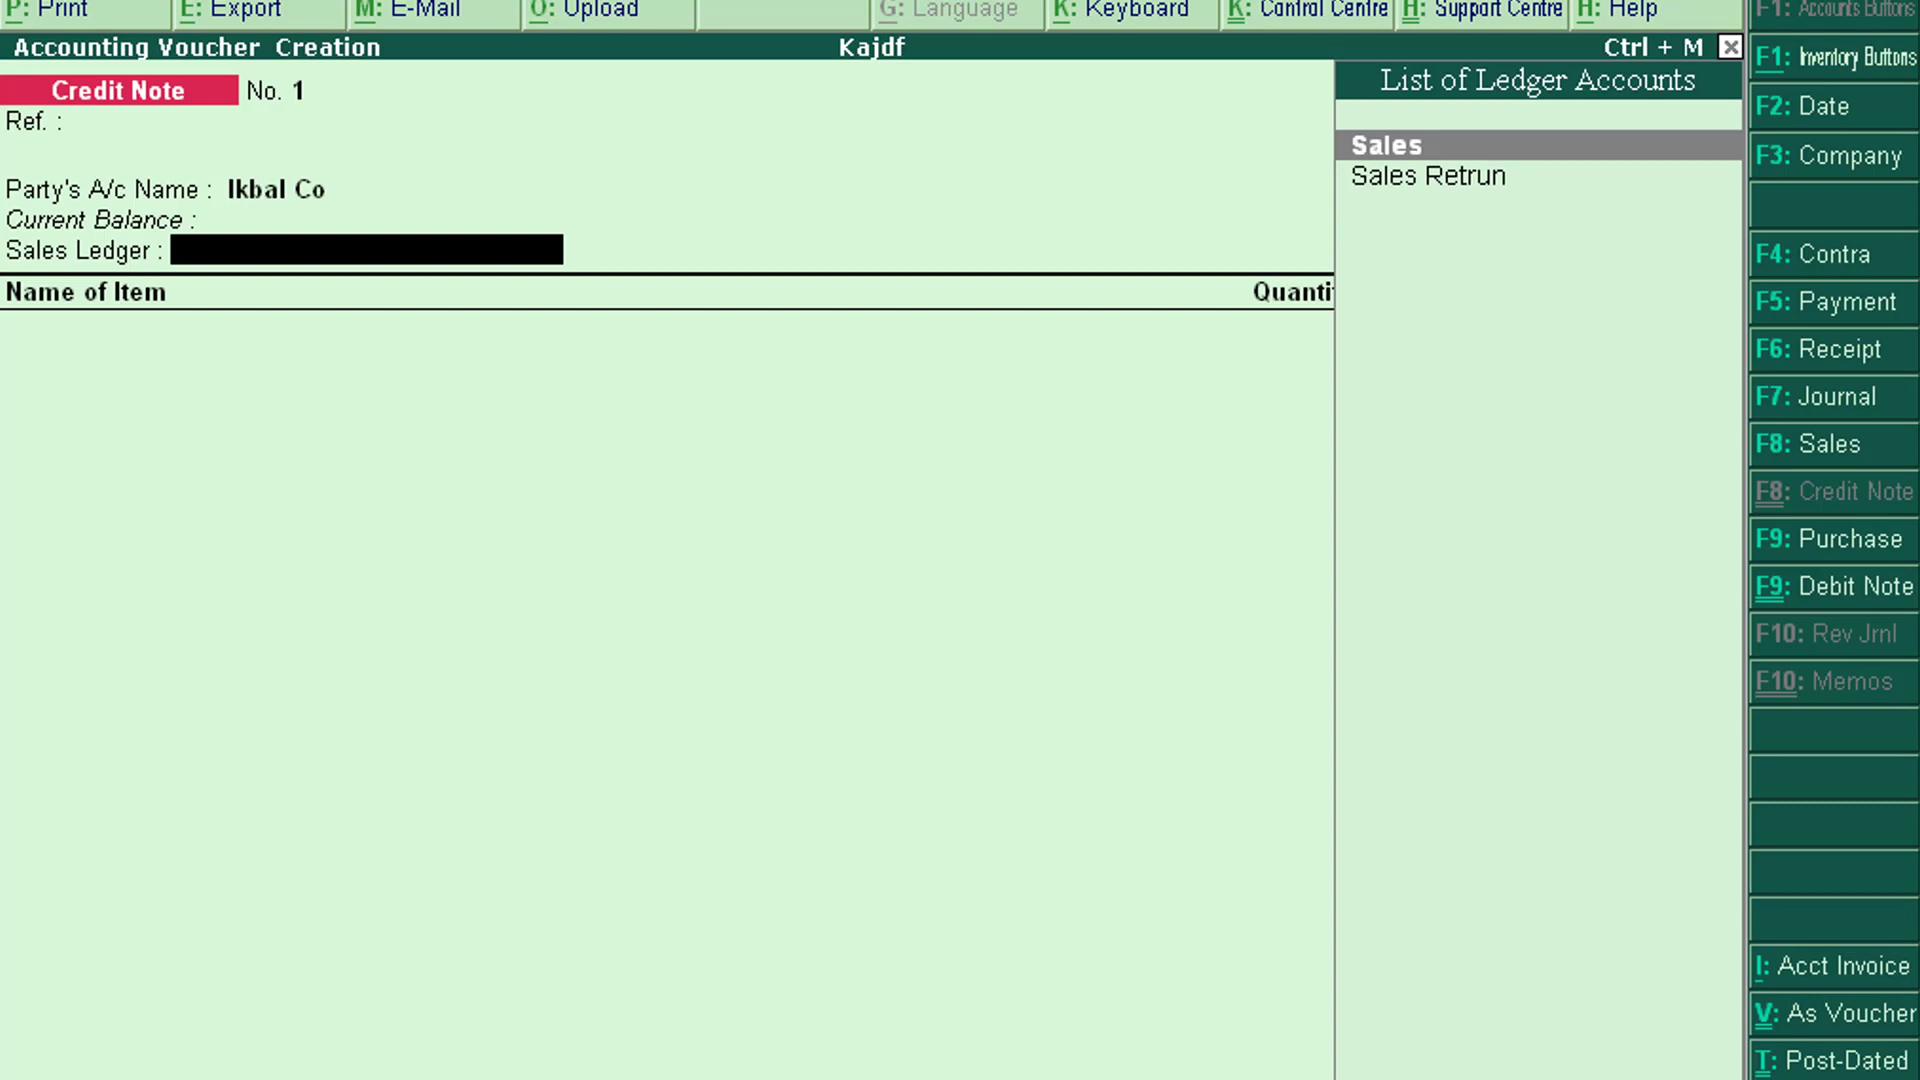 P: Print E: Export M: E-Mail O: Upload G: Language K: Keyboard K: Control Centre H: Support Centre H: Help F1: Accounts Buttons
Accounting Voucher Creation Kajdf Ctrl + M
F1: Inventory Buttons
Credit Note No. 1
List of Ledger Accounts
Ref. :
F2: Date
Sales
F3: Company
Sales Retrun
Party's A/c Name : Ikbal Co
Current Balance :
Sales Ledger :
F4: Contra
Name of Item Quanti
F5: Payment
F6: Receipt
F7: Journal
F8: Sales
F8: Credit Note
F9: Purchase
F9: Debit Note
F10: Rev Jrnl
F10: Memos
I: Acct Invoice
V: As Voucher
T: Post-Dated